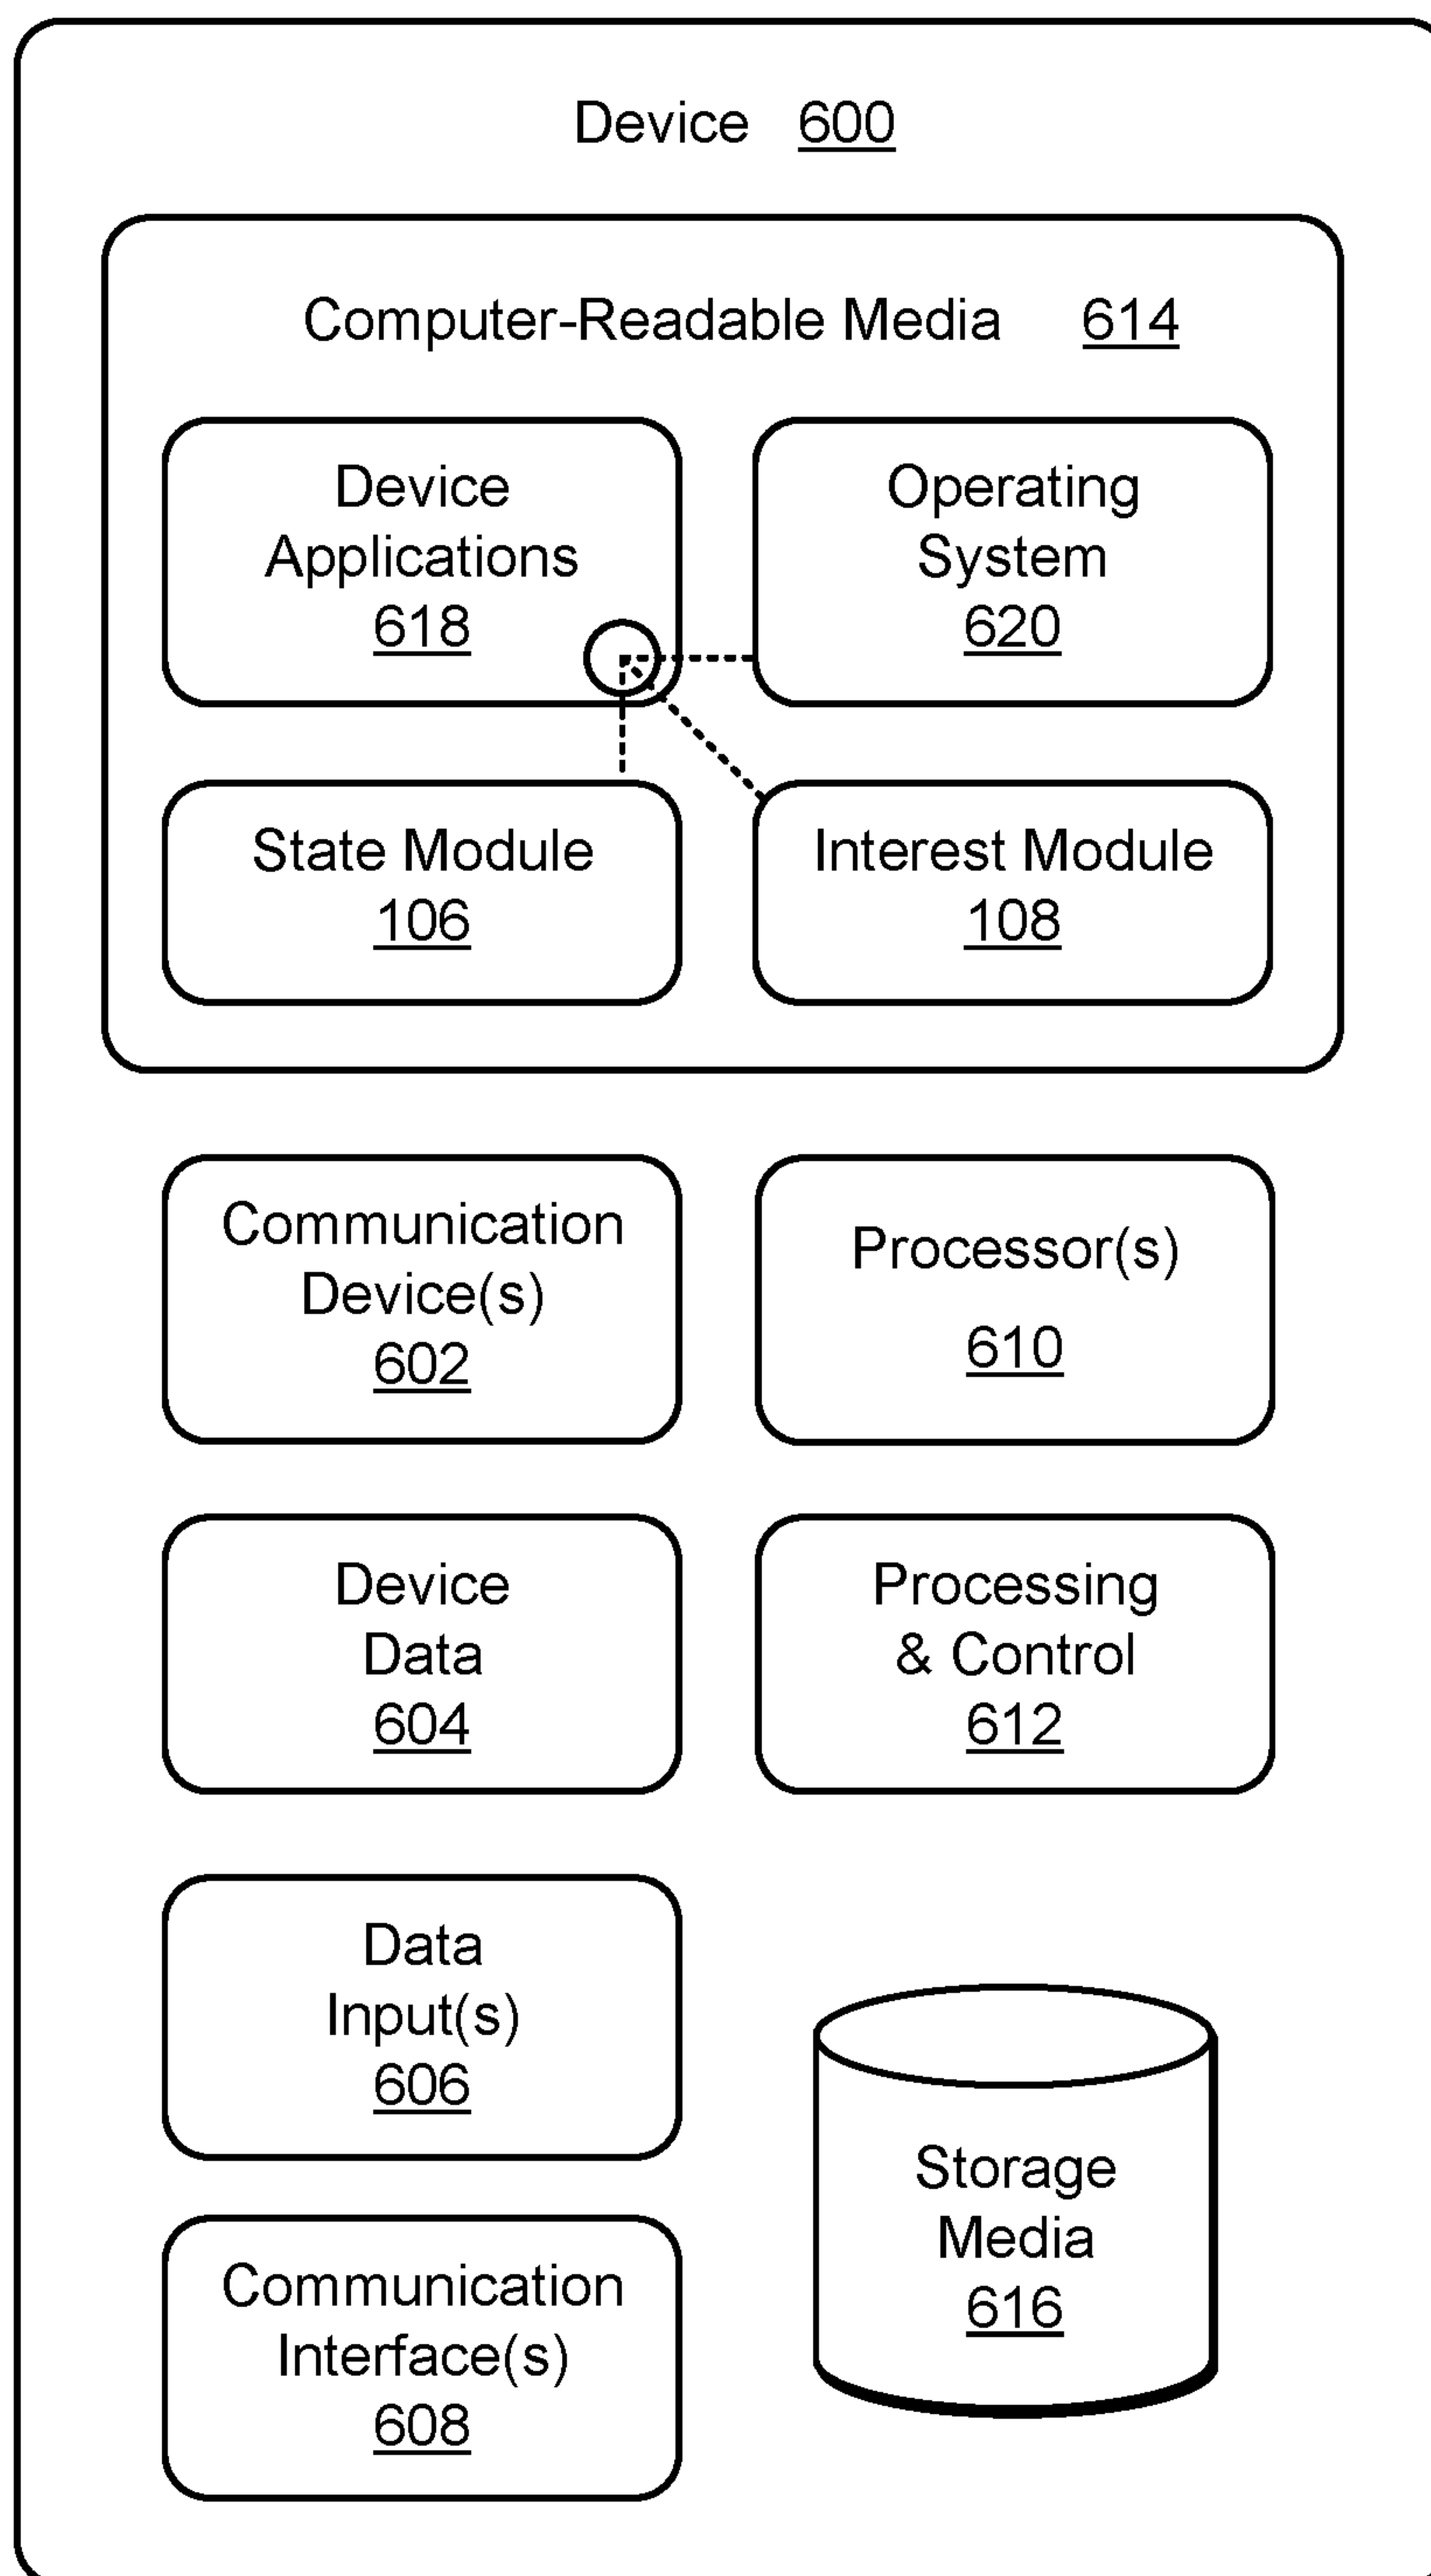 Device 600
Computer-Readable Media 614
Device
Applications
618
Operating
System
620
State Module
106
Interest Module
108
Communication
Device(s)
602
Processor(s)
610
Device
Data
604
Processing
& Control
612
Data
Input(s)
606
Storage
Media
616
Communication
Interface(s)
608